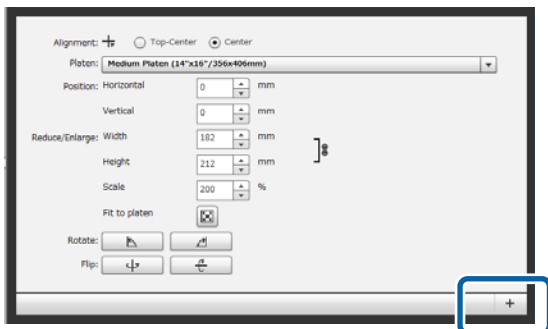 Alignment: Top-Center Center
Platen: Medium Platen (14"x16"/356x406mm)
Position: Horizontal 0 mm
Vertical 0 mm
Reduce/Enlarge: Width 182 mm
Height 212 mm
Scale 200 %
Fit to platen
Rotate:
Flip:
+